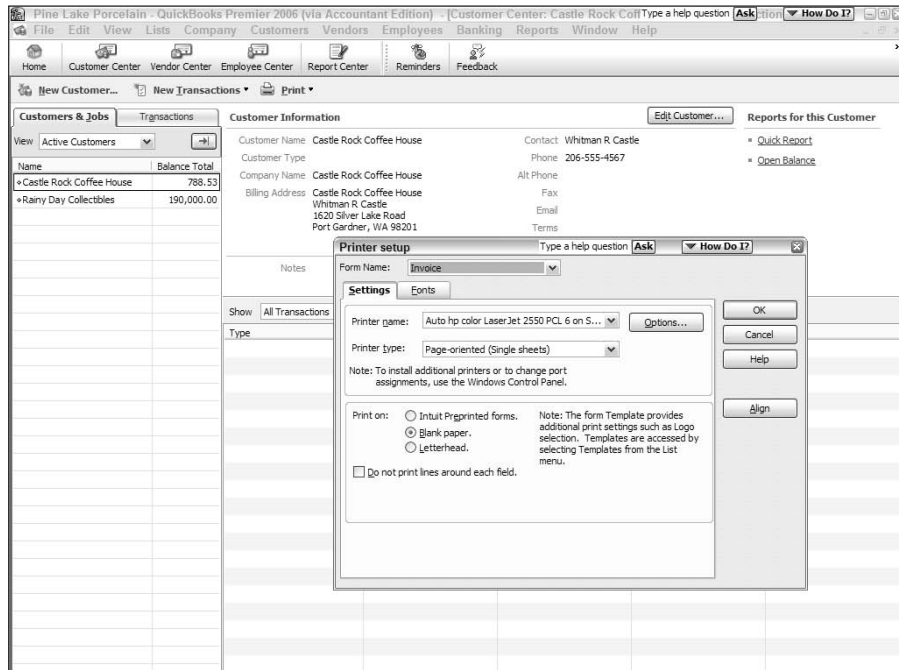 Pine Lake Porcelain - QuickBooks Premier 2006 (via Accountant Edition) - [Customer Center: Castle Rock Coff Type a help question Ask ction How Do I?
File Edit View Lists Company Customers Vendors Employees Banking Reports Window Help
Home Customer Center Vendor Center Employee Center Report Center Reminders Feedback
New Customer... New Transactions Print
Customers & Jobs Transactions
View Active Customers
Name Balance Total
Castle Rock Coffee House 788.53
Rainy Day Collectibles 190,000.00
Customer Information Edit Customer...
Customer Name Castle Rock Coffee House Contact Whitman R Castle
Customer Type Phone 206-555-4567
Company Name Castle Rock Coffee House Alt Phone
Billing Address Castle Rock Coffee House Fax
Whitman R Castle
1620 Silver Lake Road Email
Port Gardner, WA 98201 Terms
Notes
Reports for this Customer
Quick Report
Open Balance
Show All Transactions
Type
Printer setup Type a help question Ask How Do I?
Form Name: Invoice
Settings Fonts
Printer name: Auto hp color LaserJet 2550 PCL 6 on S... Options...
Printer type: Page-oriented (Single sheets)
Note: To install additional printers or to change port
assignments, use the Windows Control Panel.
Print on: Intuit Preprinted forms.
Blank paper.
Letterhead.
Do not print lines around each field.
Note: The form Template provides
additional print settings such as Logo
selection. Templates are accessed by
selecting Templates from the List
menu.
OK
Cancel
Help
Align